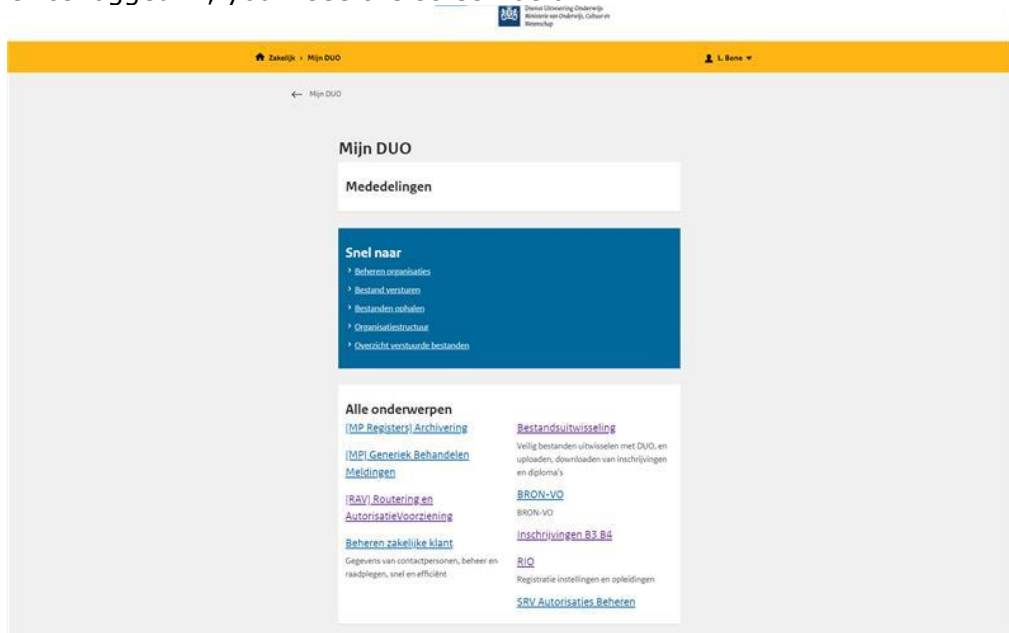 Dienst Uitvoering Onderwijs
Ministerie van Onderwijs, Cultuur en
Wetenschap
Zakelijk › Mijn DUO
L. Bone
← Mijn DUO
Mijn DUO
Mededelingen
Snel naar
› Beheren organisaties
› Bestand versturen
› Bestanden ophalen
› Organisatiestructuur
› Overzicht verstuurde bestanden
Alle onderwerpen
(MP Registers) Archivering
(MP) Generiek Behandelen
Meldingen
(RAV) Routering en
AutorisatieVoorziening
Beheren zakelijke klant
Gegevens van contactpersonen, beheer en
raadplegen, snel en efficiënt
Bestandsuitwisseling
Veilig bestanden uitwisselen met DUO, en
uploaden, downloaden van inschrijvingen
en diploma's
BRON-VO
BRON-VO
Inschrijvingen B3 B4
RIO
Registratie instellingen en opleidingen
SRV Autorisaties Beheren